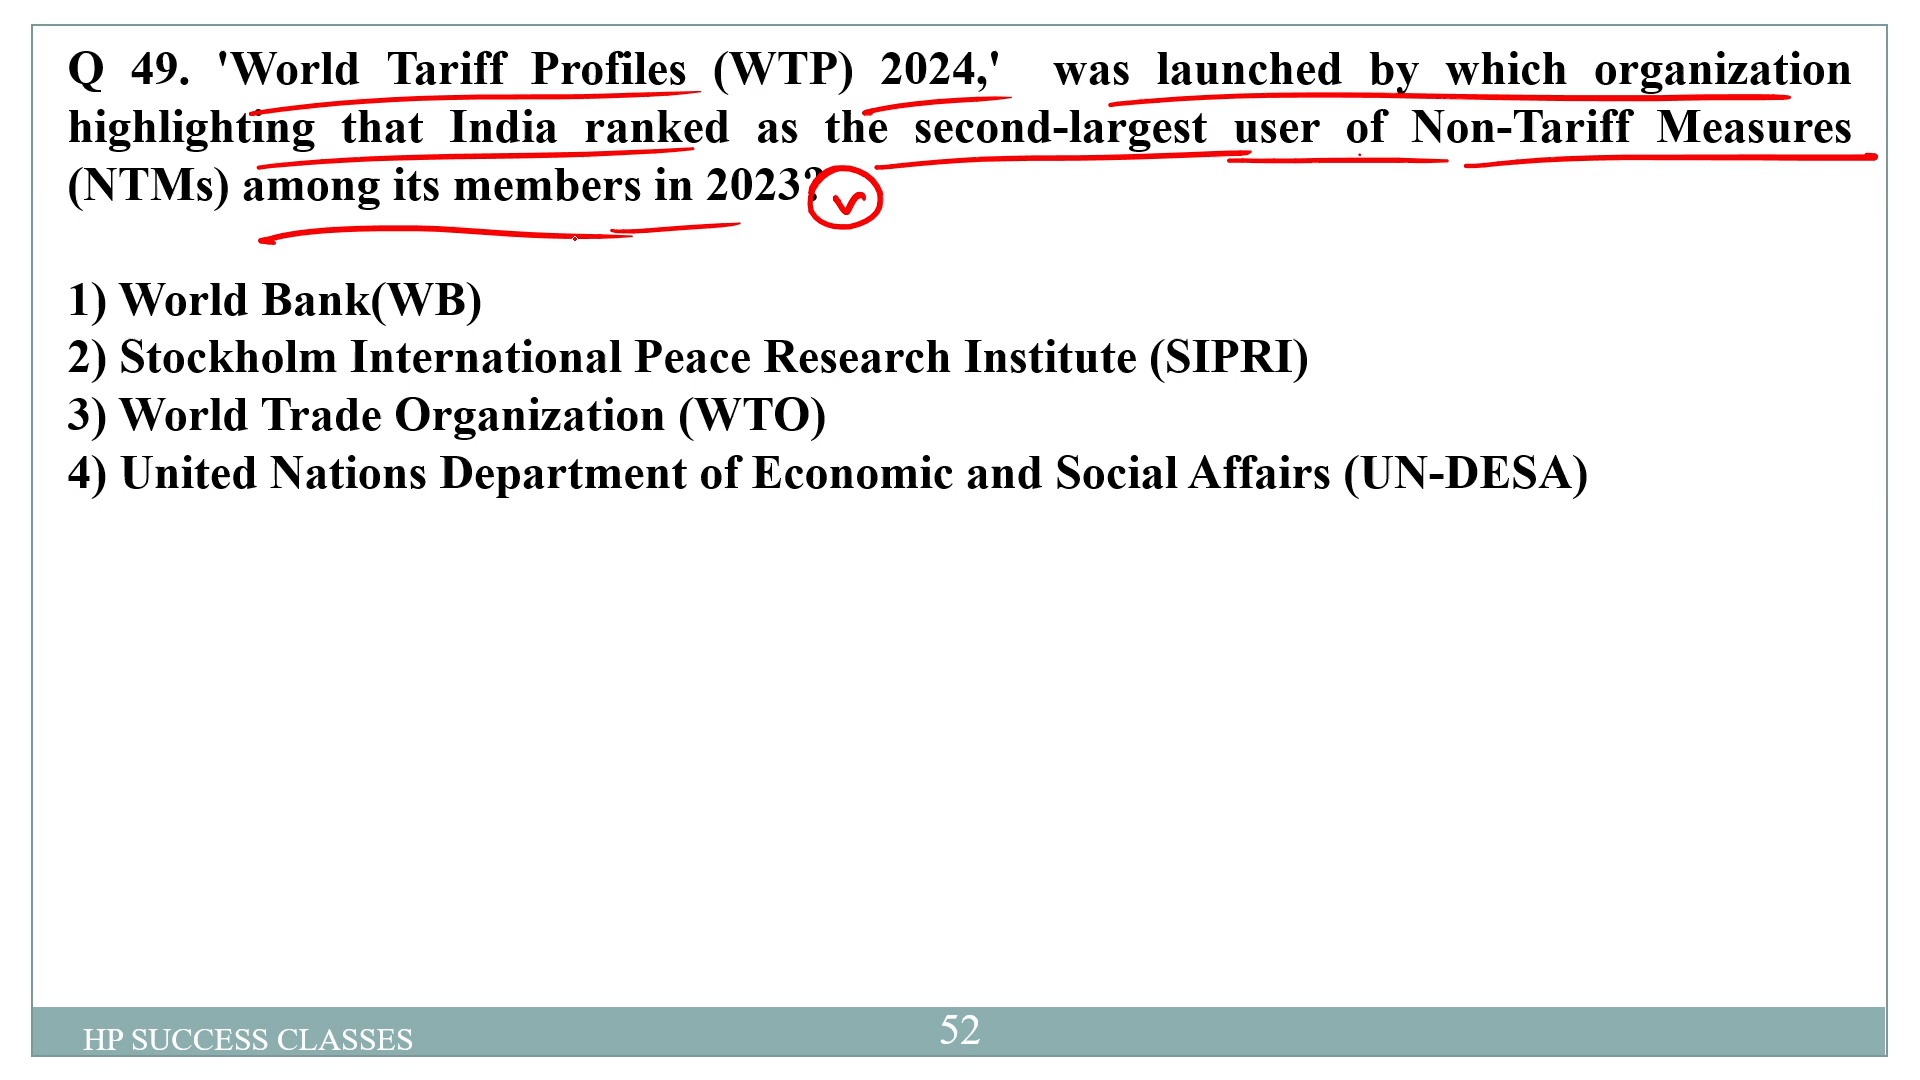 Q 49. 'World Tariff Profiles (WTP) 2024,' was launched by which organization
highlighting that India ranked as the second-largest user of Non-Tariff Measures
(NTMs) among its members in 2023?
1) World Bank(WB)
2) Stockholm International Peace Research Institute (SIPRI)
3) World Trade Organization (WTO)
4) United Nations Department of Economic and Social Affairs (UN-DESA)
HP SUCCESS CLASSES
52